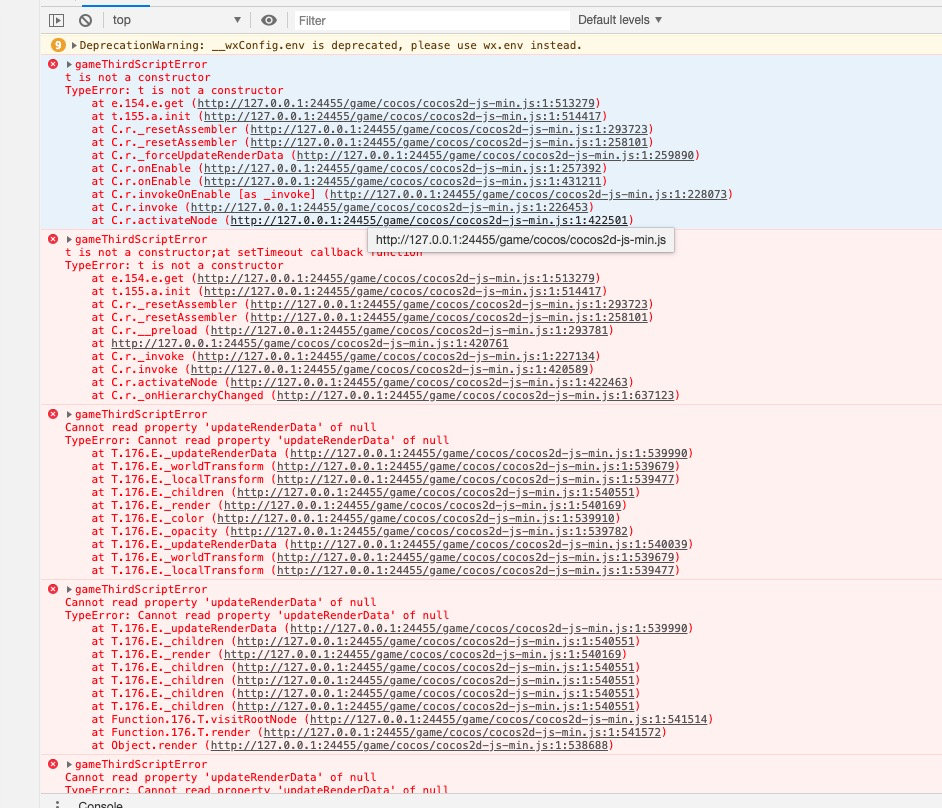 top
Filter
Default levels ▼
9 DeprecationWarning: __wxConfig.env is deprecated, please use wx.env instead.
gameThirdScriptError
t is not a constructor
TypeError: t is not a constructor
at e.154.e.get (http://127.0.0.1:24455/game/cocos/cocos2d-js-min.js:1:513279)
at t.155.a.init (http://127.0.0.1:24455/game/cocos/cocos2d-js-min.js:1:514417)
at C.r._resetAssembler (http://127.0.0.1:24455/game/cocos/cocos2d-js-min.js:1:293723)
at C.r._resetAssembler (http://127.0.0.1:24455/game/cocos/cocos2d-js-min.js:1:258101)
at C.r._forceUpdateRenderData (http://127.0.0.1:24455/game/cocos/cocos2d-js-min.js:1:259890)
at C.r.onEnable (http://127.0.0.1:24455/game/cocos/cocos2d-js-min.js:1:257392)
at C.r.onEnable (http://127.0.0.1:24455/game/cocos/cocos2d-js-min.js:1:431211)
at C.r.invokeOnEnable [as _invoke] (http://127.0.0.1:24455/game/cocos/cocos2d-js-min.js:1:228073)
at C.r.invoke (http://127.0.0.1:24455/game/cocos/cocos2d-js-min.js:1:226453)
at C.r.activateNode (http://127.0.0.1:24455/game/cocos/cocos2d-js-min.js:1:422501)
http://127.0.0.1:24455/game/cocos/cocos2d-js-min.js
gameThirdScriptError
t is not a constructor;at setTimeout callback function
TypeError: t is not a constructor
at e.154.e.get (http://127.0.0.1:24455/game/cocos/cocos2d-js-min.js:1:513279)
at t.155.a.init (http://127.0.0.1:24455/game/cocos/cocos2d-js-min.js:1:514417)
at C.r._resetAssembler (http://127.0.0.1:24455/game/cocos/cocos2d-js-min.js:1:293723)
at C.r._resetAssembler (http://127.0.0.1:24455/game/cocos/cocos2d-js-min.js:1:258101)
at C.r.__preload (http://127.0.0.1:24455/game/cocos/cocos2d-js-min.js:1:293781)
at http://127.0.0.1:24455/game/cocos/cocos2d-js-min.js:1:420761
at C.r._invoke (http://127.0.0.1:24455/game/cocos/cocos2d-js-min.js:1:227134)
at C.r.invoke (http://127.0.0.1:24455/game/cocos/cocos2d-js-min.js:1:420589)
at C.r.activateNode (http://127.0.0.1:24455/game/cocos/cocos2d-js-min.js:1:422463)
at C.r._onHierarchyChanged (http://127.0.0.1:24455/game/cocos/cocos2d-js-min.js:1:637123)
gameThirdScriptError
Cannot read property 'updateRenderData' of null
TypeError: Cannot read property 'updateRenderData' of null
at T.176.E._updateRenderData (http://127.0.0.1:24455/game/cocos/cocos2d-js-min.js:1:539990)
at T.176.E._worldTransform (http://127.0.0.1:24455/game/cocos/cocos2d-js-min.js:1:539679)
at T.176.E._localTransform (http://127.0.0.1:24455/game/cocos/cocos2d-js-min.js:1:539477)
at T.176.E._children (http://127.0.0.1:24455/game/cocos/cocos2d-js-min.js:1:540551)
at T.176.E._render (http://127.0.0.1:24455/game/cocos/cocos2d-js-min.js:1:540169)
at T.176.E._color (http://127.0.0.1:24455/game/cocos/cocos2d-js-min.js:1:539910)
at T.176.E._opacity (http://127.0.0.1:24455/game/cocos/cocos2d-js-min.js:1:539782)
at T.176.E._updateRenderData (http://127.0.0.1:24455/game/cocos/cocos2d-js-min.js:1:540039)
at T.176.E._worldTransform (http://127.0.0.1:24455/game/cocos/cocos2d-js-min.js:1:539679)
at T.176.E._localTransform (http://127.0.0.1:24455/game/cocos/cocos2d-js-min.js:1:539477)
gameThirdScriptError
Cannot read property 'updateRenderData' of null
TypeError: Cannot read property 'updateRenderData' of null
at T.176.E._updateRenderData (http://127.0.0.1:24455/game/cocos/cocos2d-js-min.js:1:539990)
at T.176.E._children (http://127.0.0.1:24455/game/cocos/cocos2d-js-min.js:1:540551)
at T.176.E._render (http://127.0.0.1:24455/game/cocos/cocos2d-js-min.js:1:540169)
at T.176.E._children (http://127.0.0.1:24455/game/cocos/cocos2d-js-min.js:1:540551)
at T.176.E._children (http://127.0.0.1:24455/game/cocos/cocos2d-js-min.js:1:540551)
at T.176.E._children (http://127.0.0.1:24455/game/cocos/cocos2d-js-min.js:1:540551)
at T.176.E._children (http://127.0.0.1:24455/game/cocos/cocos2d-js-min.js:1:540551)
at Function.176.T.visitRootNode (http://127.0.0.1:24455/game/cocos/cocos2d-js-min.js:1:541514)
at Function.176.T.render (http://127.0.0.1:24455/game/cocos/cocos2d-js-min.js:1:541572)
at Object.render (http://127.0.0.1:24455/game/cocos/cocos2d-js-min.js:1:538688)
gameThirdScriptError
Cannot read property 'updateRenderData' of null
TypeError: Cannot read property 'updateRenderData' of null
Console